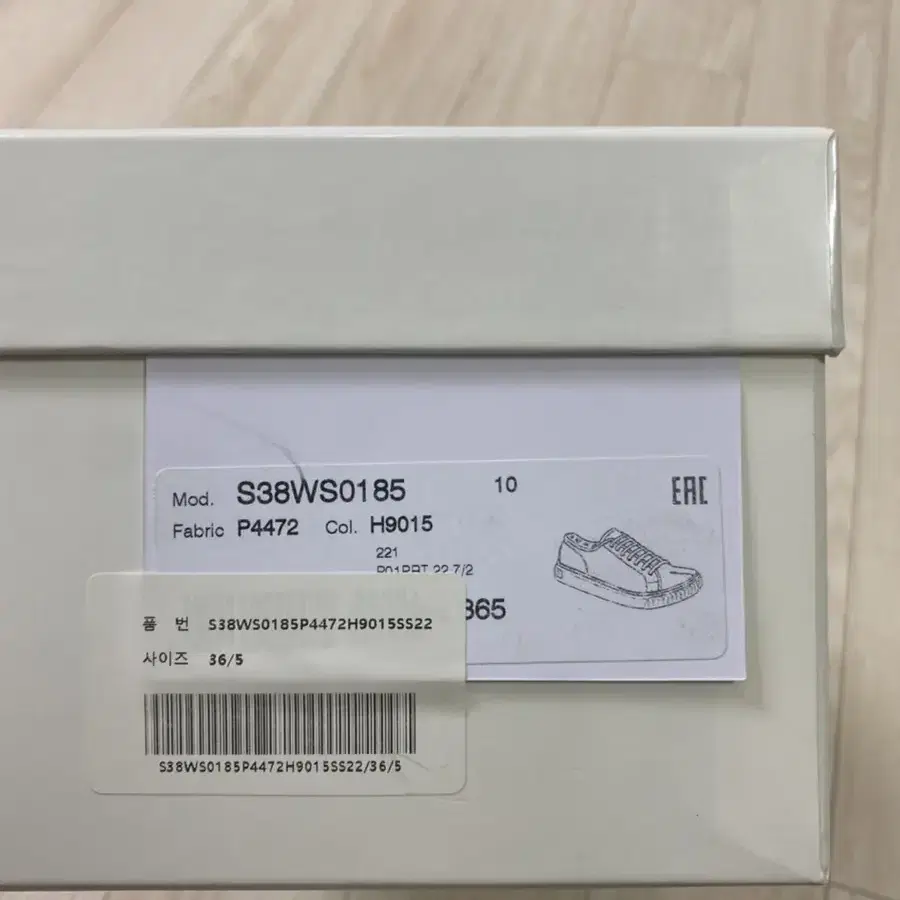 Mod. S38WS0185 10 EAC
Fabric P4472 Col. H9015
221
365
품 번 S38WS0185P4472H9015SS22
사이즈 36/5
S38WS0185P4472H9015SS22/36/5